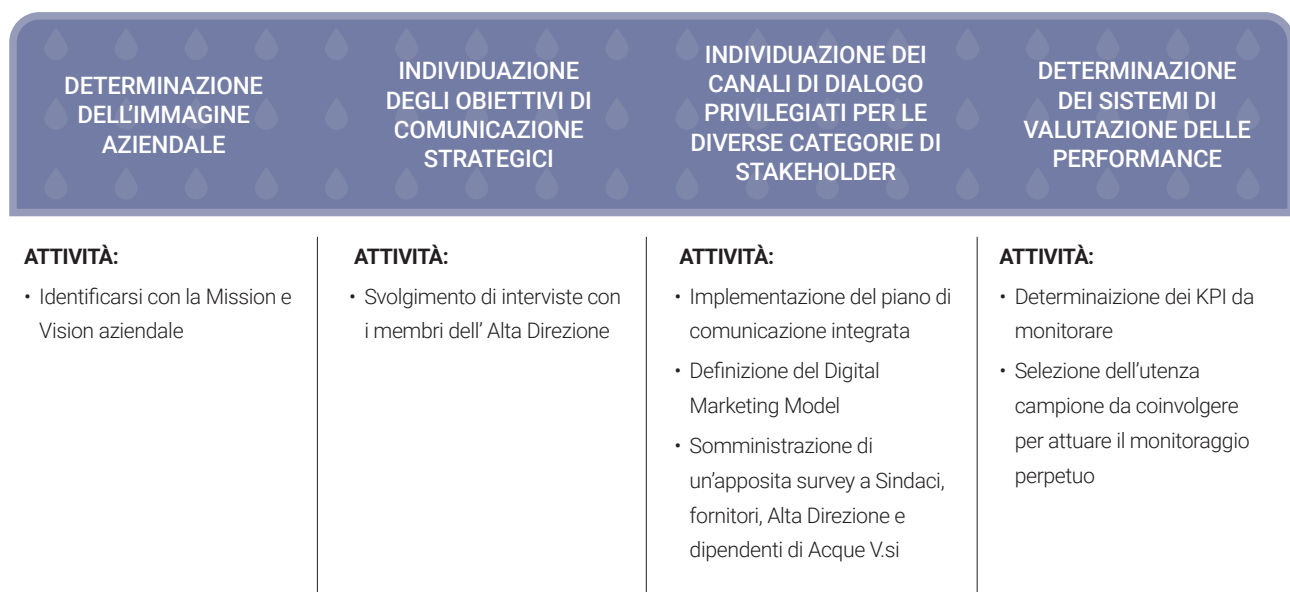 DETERMINAZIONE
DELL'IMMAGINE
AZIENDALE
INDIVIDUAZIONE
DEGLI OBIETTIVI DI
COMUNICAZIONE
STRATEGICI
INDIVIDUAZIONE DEI
CANALI DI DIALOGO
PRIVILEGIATI PER LE
DIVERSE CATEGORIE DI
STAKEHOLDER
DETERMINAZIONE
DEI SISTEMI DI
VALUTAZIONE DELLE
PERFORMANCE
ATTIVITÀ:
• Identificarsi con la Mission e
Vision aziendale
ATTIVITÀ:
• Svolgimento di interviste con
i membri dell' Alta Direzione
ATTIVITÀ:
• Implementazione del piano di
comunicazione integrata
• Definizione del Digital
Marketing Model
• Somministrazione di
un'apposita survey a Sindaci,
fornitori, Alta Direzione e
dipendenti di Acque V.si
ATTIVITÀ:
• Determinaizione dei KPI da
monitorare
• Selezione dell'utenza
campione da coinvolgere
per attuare il monitoraggio
perpetuo